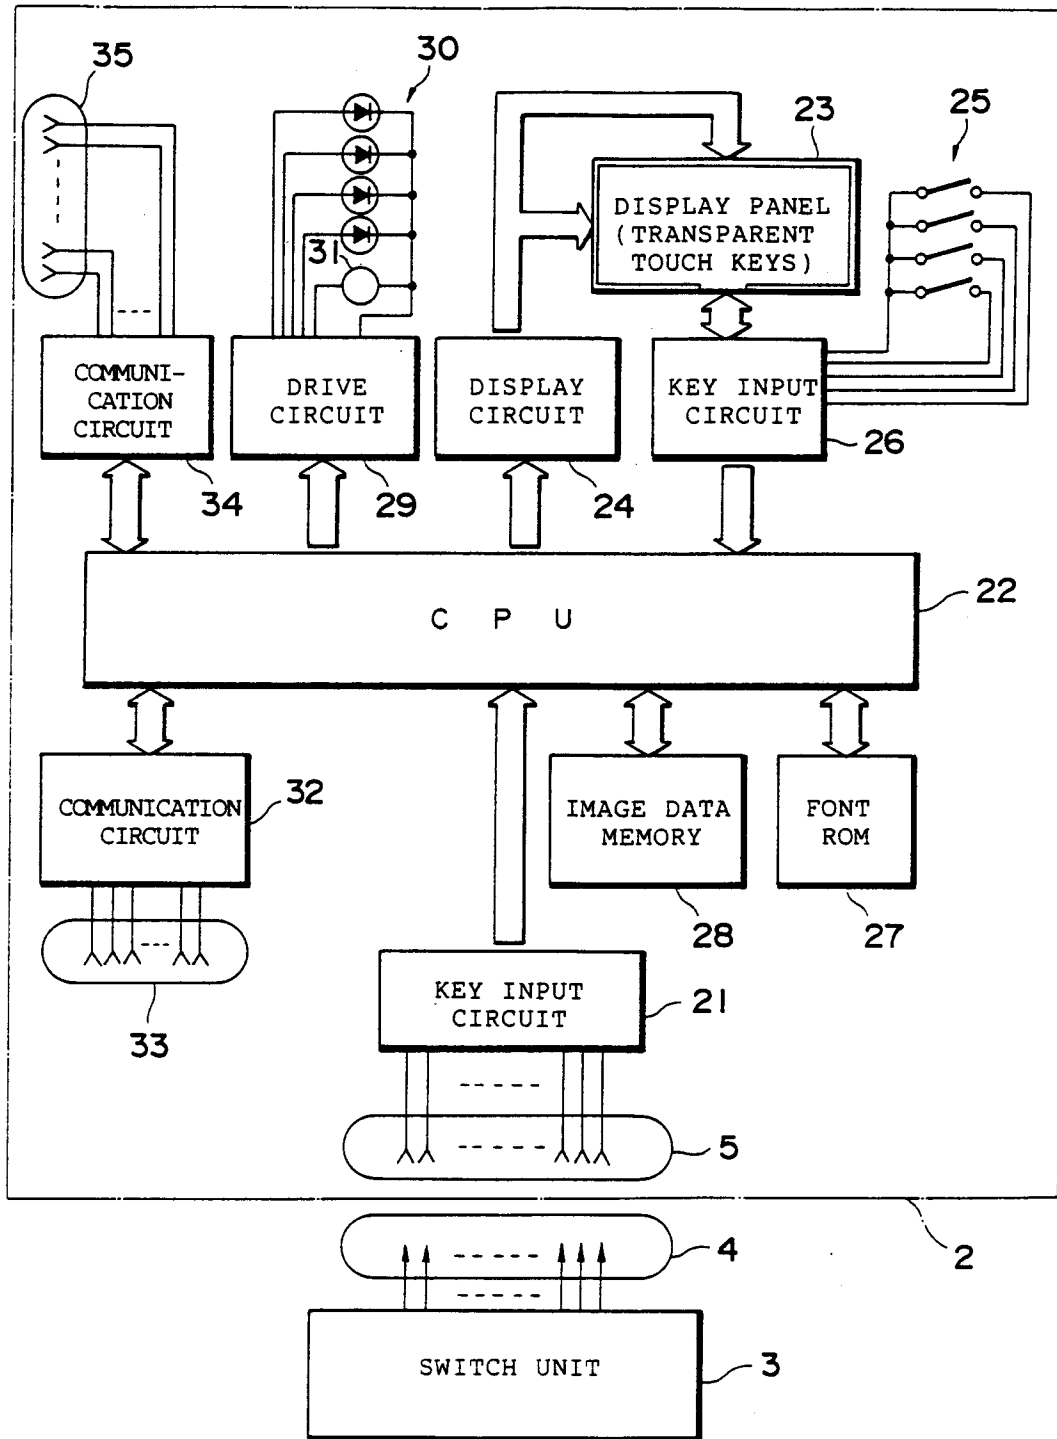 35
30
23
25
DISPLAY PANEL
(TRANSPARENT
TOUCH KEYS)
31
COMMUNI-
CATION
CIRCUIT
DRIVE
CIRCUIT
DISPLAY
CIRCUIT
KEY INPUT
CIRCUIT
34
29
24
26
C P U
22
COMMUNICATION
CIRCUIT
32
IMAGE DATA
MEMORY
FONT
ROM
28
27
33
KEY INPUT
CIRCUIT
21
5
4
2
SWITCH UNIT
3